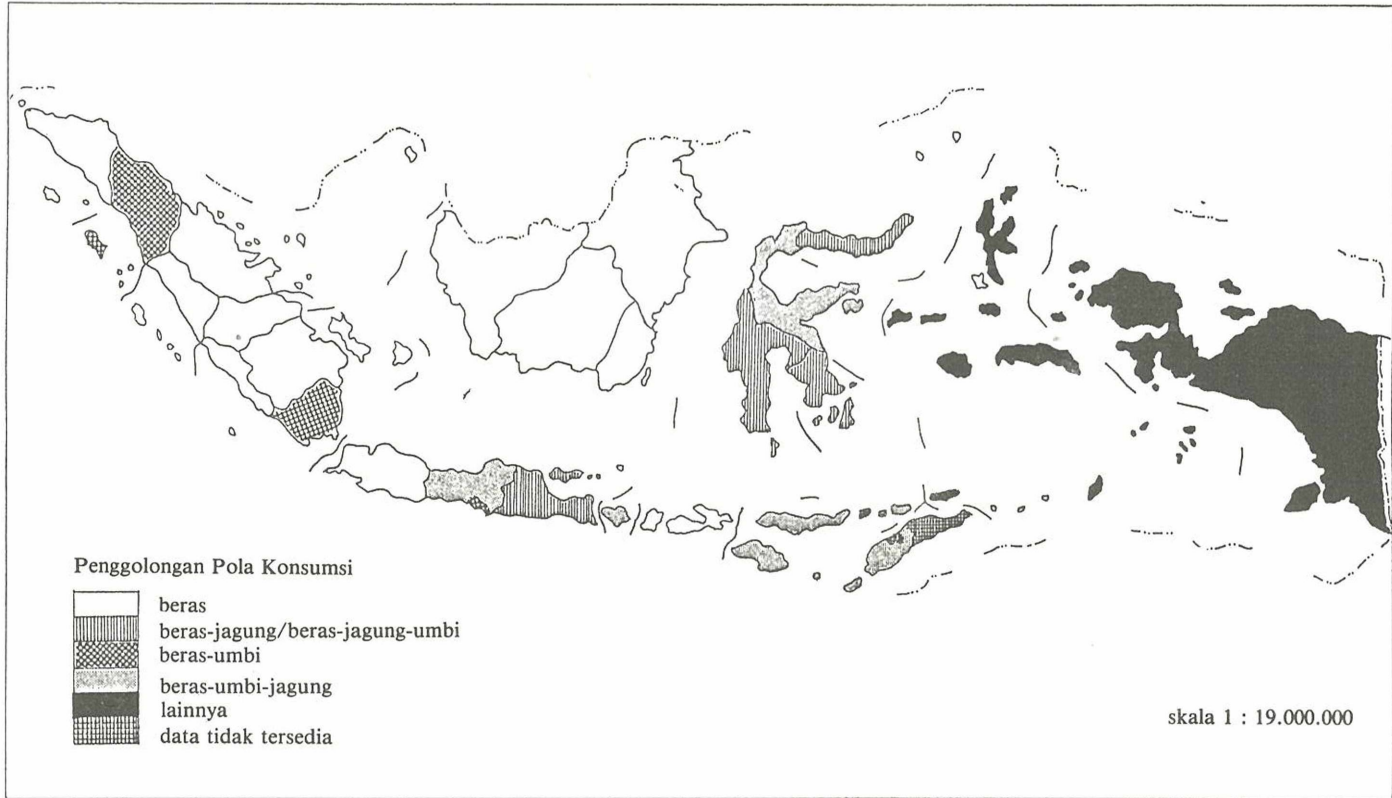 Penggolongan Pola Konsumsi
beras
beras-jagung/beras-jagung-umbi
beras-umbi
beras-umbi-jagung
lainnya
data tidak tersedia
skala 1 : 19.000.000